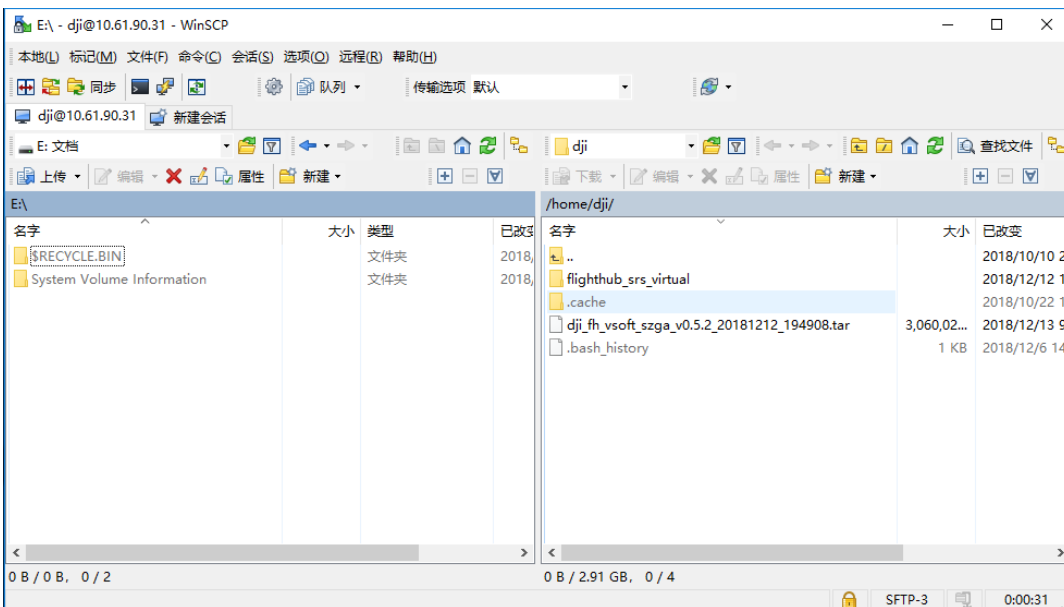 E:\ - dji@10.61.90.31 - WinSCP
本地(L) 标记(M) 文件(F) 命令(C) 会话(S) 选项(O) 远程(R) 帮助(H)
同步 队列 传输选项 默认
dji@10.61.90.31 新建会话
E: 文档 dji 查找文件
上传 编辑 属性 新建 下载 编辑 属性 新建
E:\ /home/dji/
名字 大小 类型 已改变 名字 大小 已改变
$RECYCLE.BIN 文件夹 2018/ .. 2018/10/10 2
System Volume Information 文件夹 2018/ flighthub_srs_virtual 2018/12/12 1
.cache 2018/10/22 1
dji_fh_vsoft_szga_v0.5.2_20181212_194908.tar 3,060,02... 2018/12/13 9
.bash_history 1 KB 2018/12/6 14
0 B / 0 B, 0 / 2 0 B / 2.91 GB, 0 / 4
SFTP-3 0:00:31